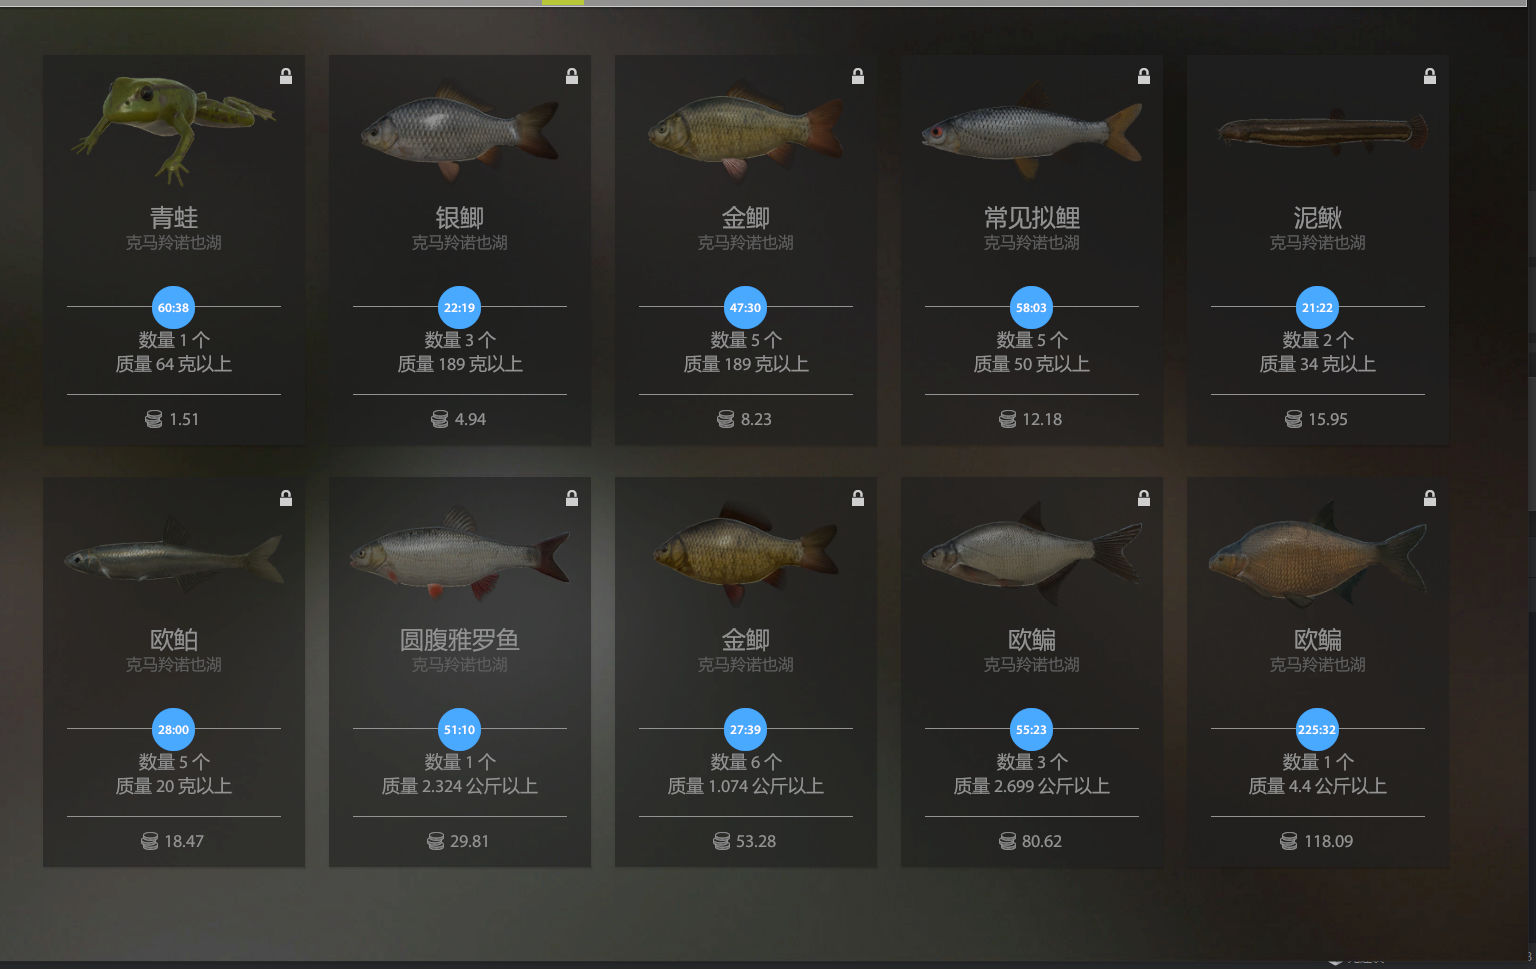 青蛙
克马羚诺也湖
60:38
数量 1 个
质量 64 克以上
1.51
银鲫
克马羚诺也湖
22:19
数量 3 个
质量 189 克以上
4.94
金鲫
克马羚诺也湖
47:30
数量 5 个
质量 189 克以上
8.23
常见拟鲤
克马羚诺也湖
58:03
数量 5 个
质量 50 克以上
12.18
泥鳅
克马羚诺也湖
21:22
数量 2 个
质量 34 克以上
15.95
欧鲌
克马羚诺也湖
28:00
数量 5 个
质量 20 克以上
18.47
圆腹雅罗鱼
克马羚诺也湖
51:10
数量 1 个
质量 2.324 公斤以上
29.81
金鲫
克马羚诺也湖
27:39
数量 6 个
质量 1.074 公斤以上
53.28
欧鳊
克马羚诺也湖
55:23
数量 3 个
质量 2.699 公斤以上
80.62
欧鳊
克马羚诺也湖
225:32
数量 1 个
质量 4.4 公斤以上
118.09